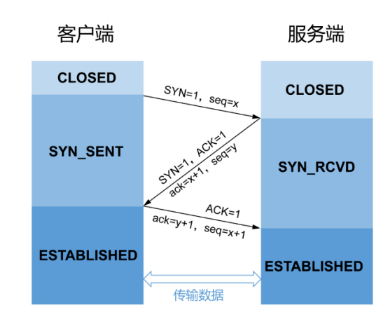 客户端
服务端
CLOSED
CLOSED
SYN=1, seq=x
SYN_SENT
SYN=1, ACK=1
ack=x+1, seq=y
SYN_RCVD
ACK=1
ack=y+1, seq=x+1
ESTABLISHED
ESTABLISHED
传输数据